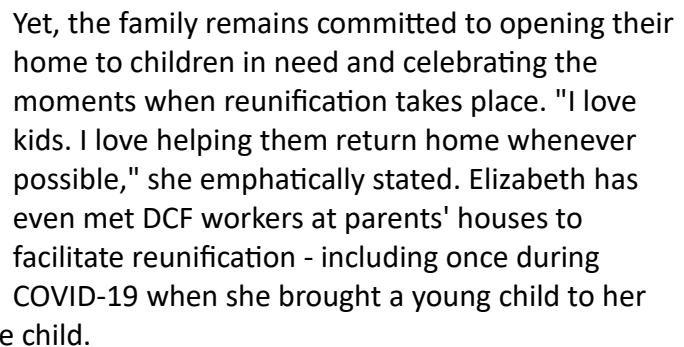 Yet, the family remains committed to opening their
home to children in need and celebrating the
moments when reunification takes place. "I love
kids. I love helping them return home whenever
possible," she emphatically stated. Elizabeth has
even met DCF workers at parents' houses to
facilitate reunification - including once during
COVID-19 when she brought a young child to her
e child.